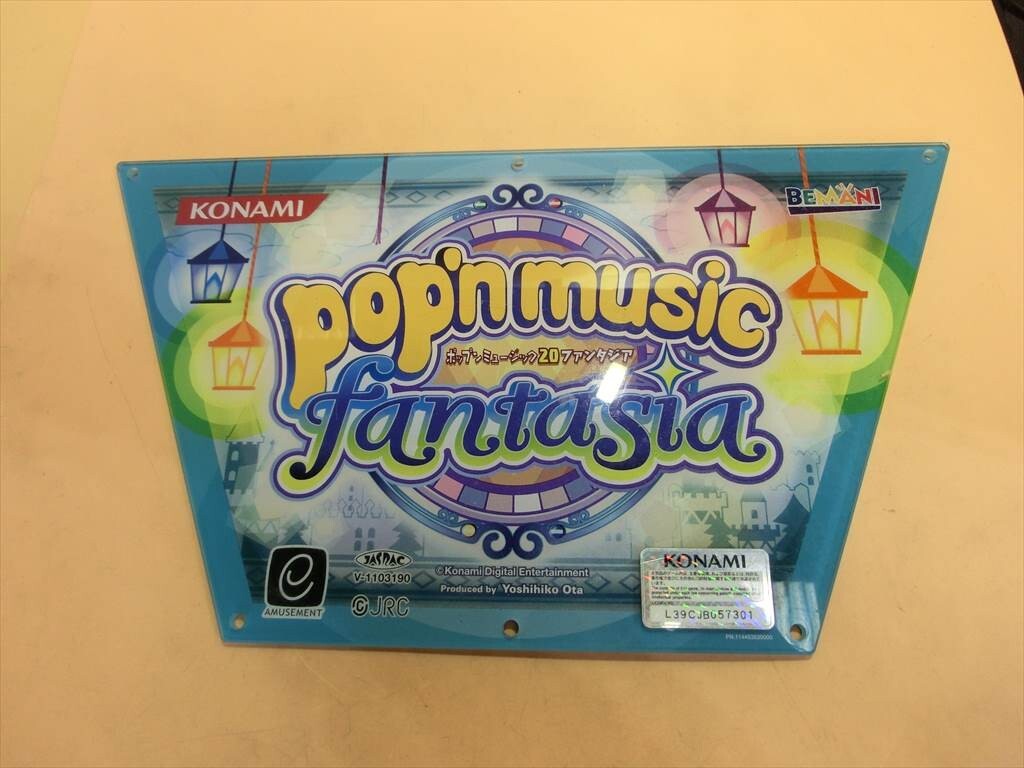 KONAMI
BEMANI
pop'n music
ポップンミュージック20ファンタジア
fantasia
e
AMUSEMENT
JASRAC
V-1103190
©JRC
©Konami Digital Entertainment
Produced by Yoshihiko Ota
KONAMI
L39CJB057301